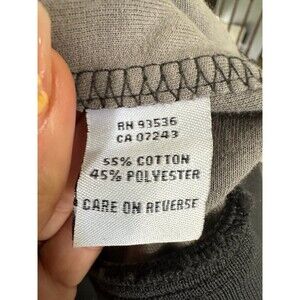 RN 93536
CA 07243
55% COTTON
45% POLYESTER
CARE ON REVERSE